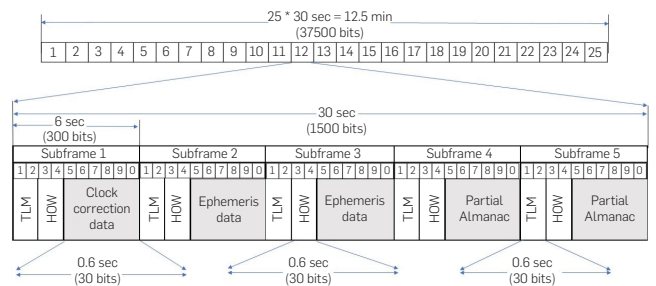 25 * 30 sec = 12.5 min
(37500 bits)
1 2 3 4 5 6 7 8 9 10 11 12 13 14 15 16 17 18 19 20 21 22 23 24 25
30 sec
(1500 bits)
6 sec
(300 bits)
Subframe 1 Subframe 2 Subframe 3 Subframe 4 Subframe 5
1 2 3 4 5 6 7 8 9 0 1 2 3 4 5 6 7 8 9 0 1 2 3 4 5 6 7 8 9 0 1 2 3 4 5 6 7 8 9 0 1 2 3 4 5 6 7 8 9 0
TLM HOW Clock correction data
TLM HOW Ephemeris data
TLM HOW Ephemeris data
TLM HOW Partial Almanac
TLM HOW Partial Almanac
0.6 sec 0.6 sec 0.6 sec
(30 bits) (30 bits) (30 bits)